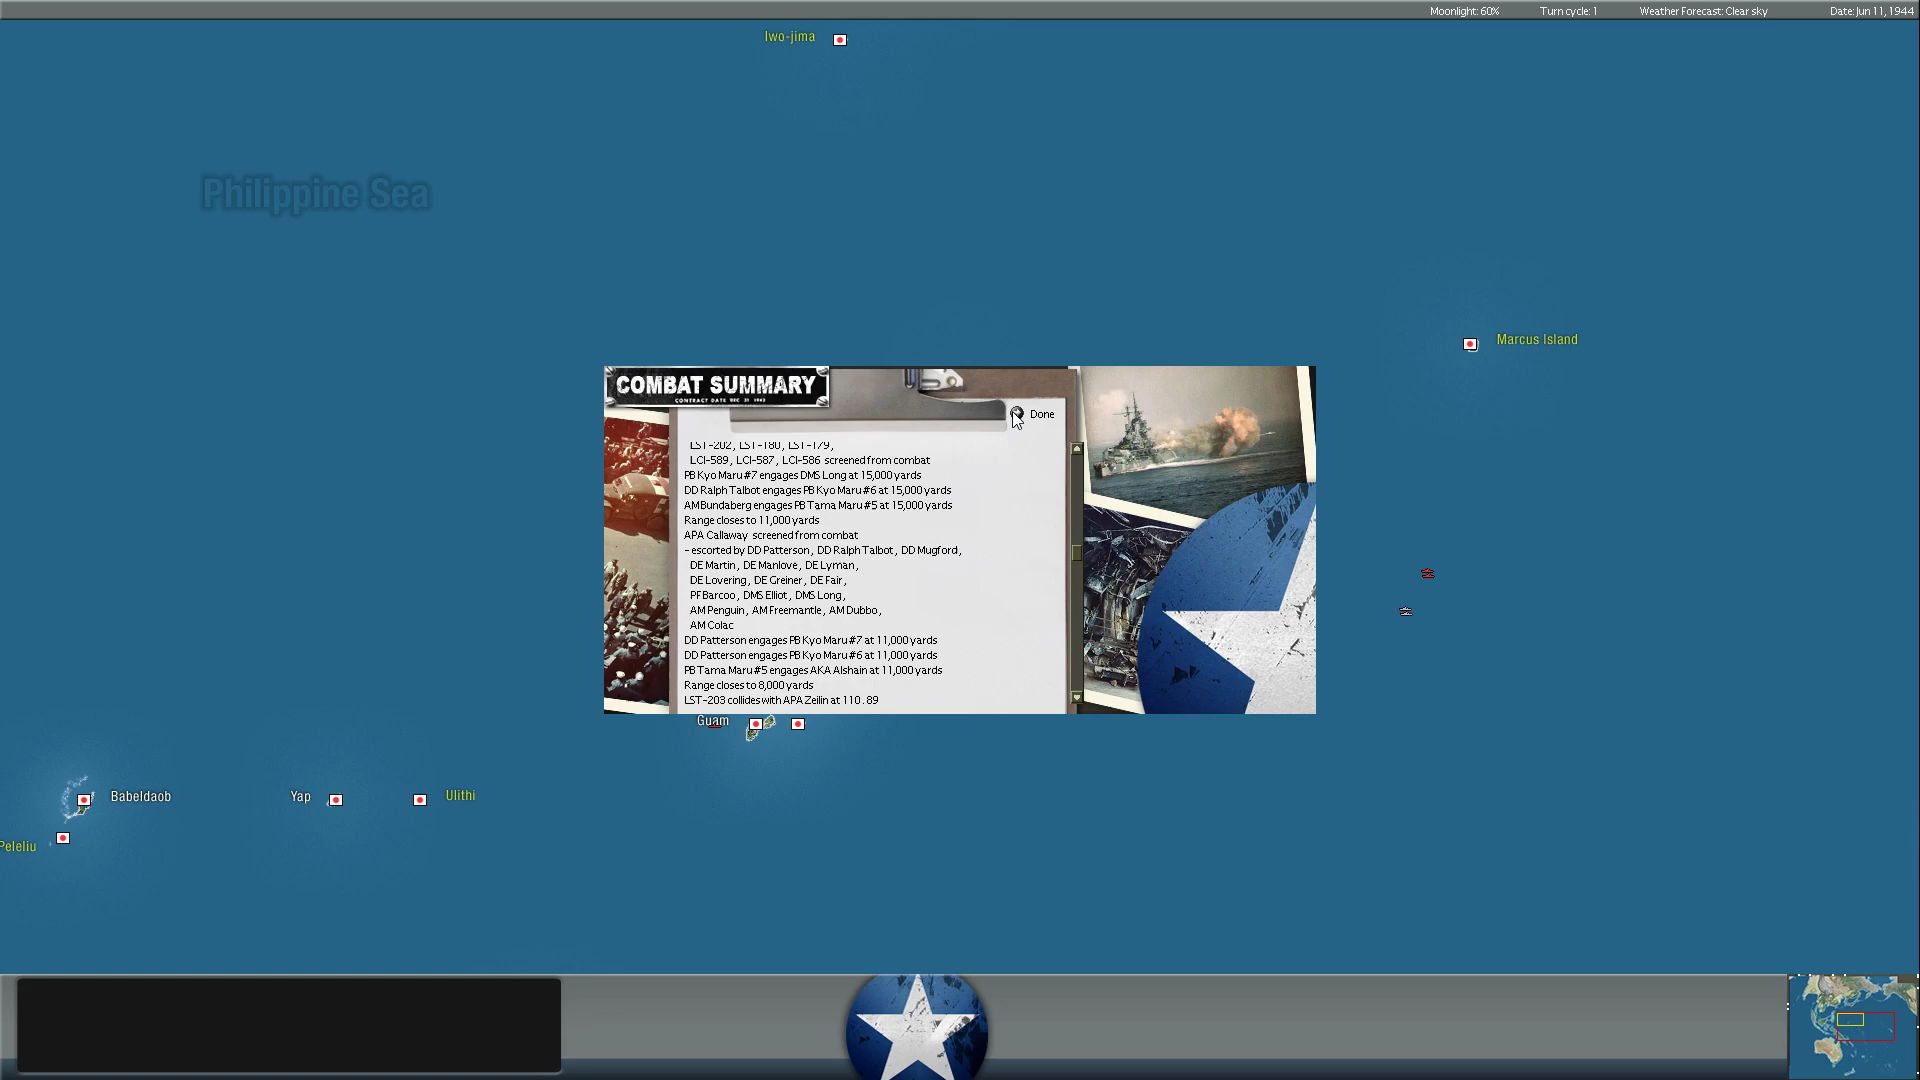 Moonlight: 60% Turn cycle: 1 Weather Forecast: Clear sky Date: Jun 11, 1944
Iwo-jima
Philippine Sea
Marcus Island
COMBAT SUMMARY
CONTRACT DATE DEC 31 1943
Done
LST-202, LST-180, LST-179,
LCI-589, LCI-587, LCI-586 screened from combat
PB Kyo Maru #7 engages DMS Long at 15,000 yards
DD Ralph Talbot engages PB Kyo Maru #6 at 15,000 yards
AM Bundaberg engages PB Tama Maru #5 at 15,000 yards
Range closes to 11,000 yards
APA Callaway screened from combat
- escorted by DD Patterson, DD Ralph Talbot, DD Mugford,
DE Martin, DE Manlove, DE Lyman,
DE Lovering, DE Greiner, DE Fair,
PF Barcoo, DMS Elliot, DMS Long,
AM Penguin, AM Freemantle, AM Dubbo,
AM Colac
DD Patterson engages PB Kyo Maru #7 at 11,000 yards
DD Patterson engages PB Kyo Maru #6 at 11,000 yards
PB Tama Maru #5 engages AKA Alshain at 11,000 yards
Range closes to 8,000 yards
LST-203 collides with APA Zeilin at 110 , 89
Guam
Babeldaob
Yap
Ulithi
Peleliu